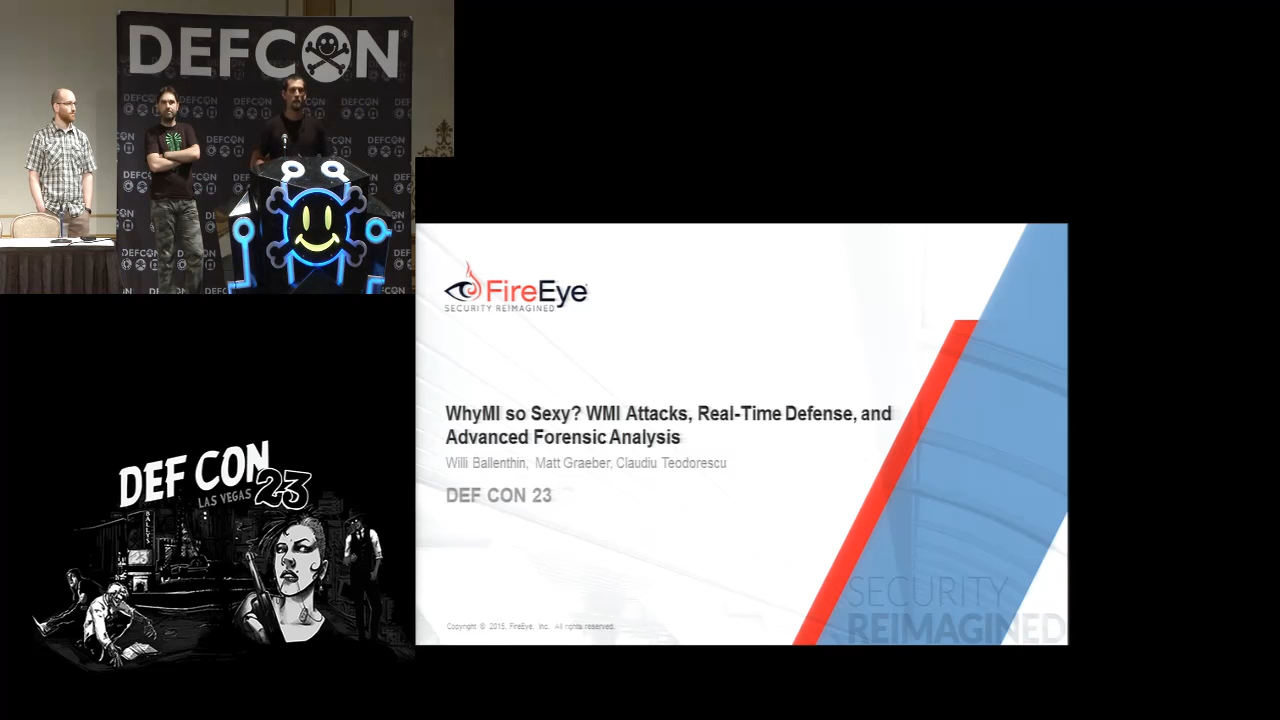 DEFCON
FireEye
SECURITY REIMAGINED
WhyMI so Sexy? WMI Attacks, Real-Time Defense, and
Advanced Forensic Analysis
Willi Ballenthin, Matt Graeber, Claudiu Teodorescu
DEF CON 23
Copyright © 2015, FireEye, Inc. All rights reserved.
SECURITY
REIMAGINED
DEF CON
LAS VEGAS 23
BALLYS
23